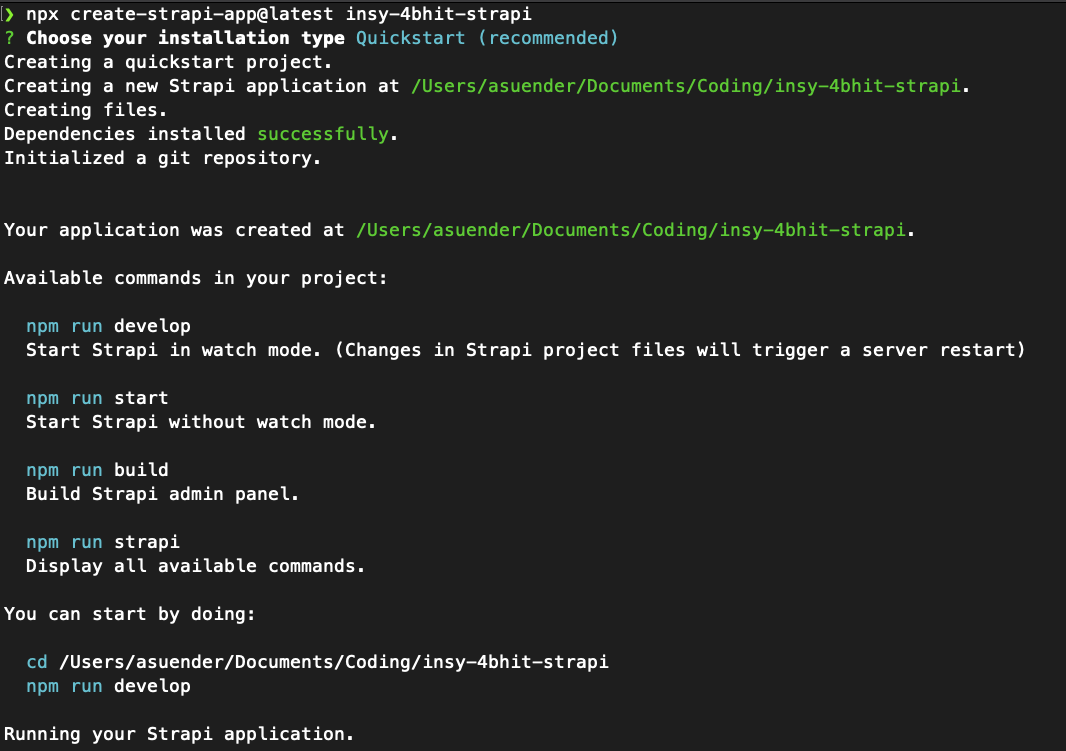 ❯ npx create-strapi-app@latest insy-4bhit-strapi
? Choose your installation type Quickstart (recommended)
Creating a quickstart project.
Creating a new Strapi application at /Users/asuender/Documents/Coding/insy-4bhit-strapi.
Creating files.
Dependencies installed successfully.
Initialized a git repository.
Your application was created at /Users/asuender/Documents/Coding/insy-4bhit-strapi.
Available commands in your project:
npm run develop
Start Strapi in watch mode. (Changes in Strapi project files will trigger a server restart)
npm run start
Start Strapi without watch mode.
npm run build
Build Strapi admin panel.
npm run strapi
Display all available commands.
You can start by doing:
cd /Users/asuender/Documents/Coding/insy-4bhit-strapi
npm run develop
Running your Strapi application.